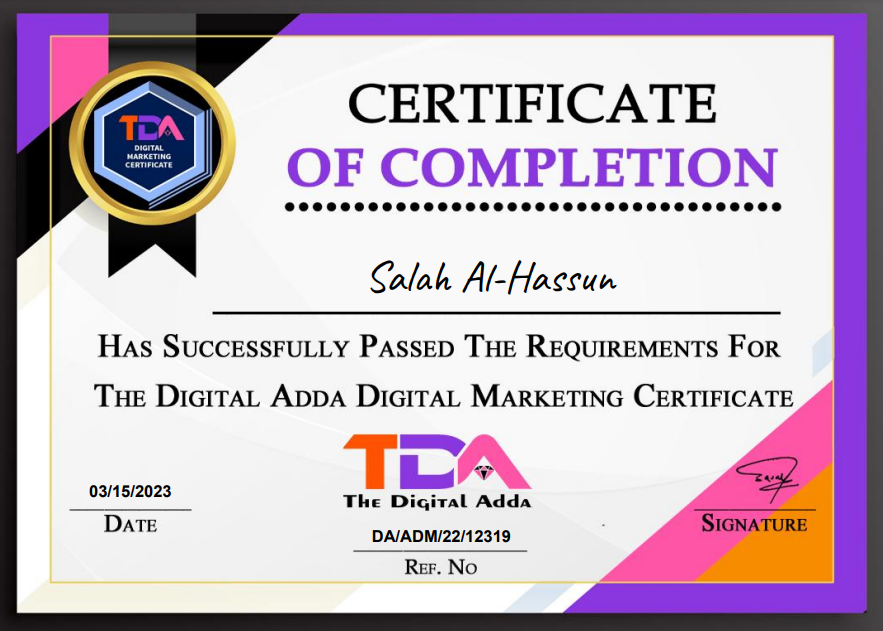 CERTIFICATE
OF COMPLETION
TDA
DIGITAL
MARKETING
CERTIFICATE
Salah Al-Hassun
Has Successfully Passed The Requirements For
The Digital Adda Digital Marketing Certificate
TDA
The Digital Adda
03/15/2023
Date
DA/ADM/22/12319
Ref. No
Signature